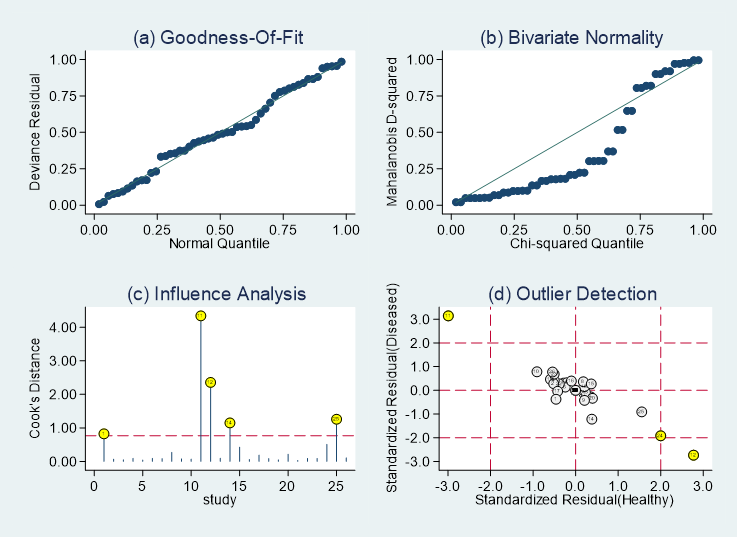 (a) Goodness-Of-Fit
Deviance Residual
1.00
0.75
0.50
0.25
0.00
0.00 0.25 0.50 0.75 1.00
Normal Quantile
(b) Bivariate Normality
Mahalanobis D-squared
1.00
0.75
0.50
0.25
0.00
0.00 0.25 0.50 0.75 1.00
Chi-squared Quantile
(c) Influence Analysis
Cook's Distance
4.00
3.00
2.00
1.00
0.00
1
11
12
14
25
0 5 10 15 20 25
study
(d) Outlier Detection
Standardized Residual(Diseased)
3.0
2.0
1.0
0.0
-1.0
-2.0
-3.0
-3.0 -2.0 -1.0 0.0 1.0 2.0 3.0
Standardized Residual(Healthy)